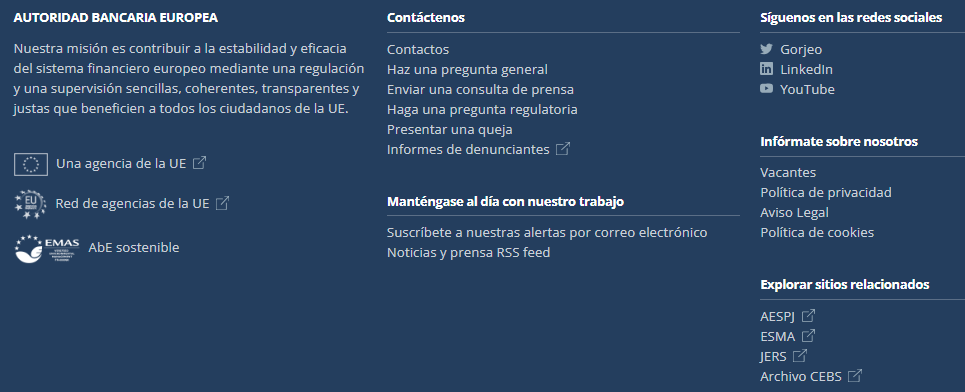 AUTORIDAD BANCARIA EUROPEA
Nuestra misión es contribuir a la estabilidad y eficacia
del sistema financiero europeo mediante una regulación
y una supervisión sencillas, coherentes, transparentes y
justas que beneficien a todos los ciudadanos de la UE.
Una agencia de la UE
EU
Red de agencias de la UE
EMAS
AbE sostenible
Contáctenos
Contactos
Haz una pregunta general
Enviar una consulta de prensa
Haga una pregunta regulatoria
Presentar una queja
Informes de denunciantes
Manténgase al día con nuestro trabajo
Suscríbete a nuestras alertas por correo electrónico
Noticias y prensa RSS feed
Síguenos en las redes sociales
Gorjeo
LinkedIn
YouTube
Infórmate sobre nosotros
Vacantes
Política de privacidad
Aviso Legal
Política de cookies
Explorar sitios relacionados
AESPJ
ESMA
JERS
Archivo CEBS